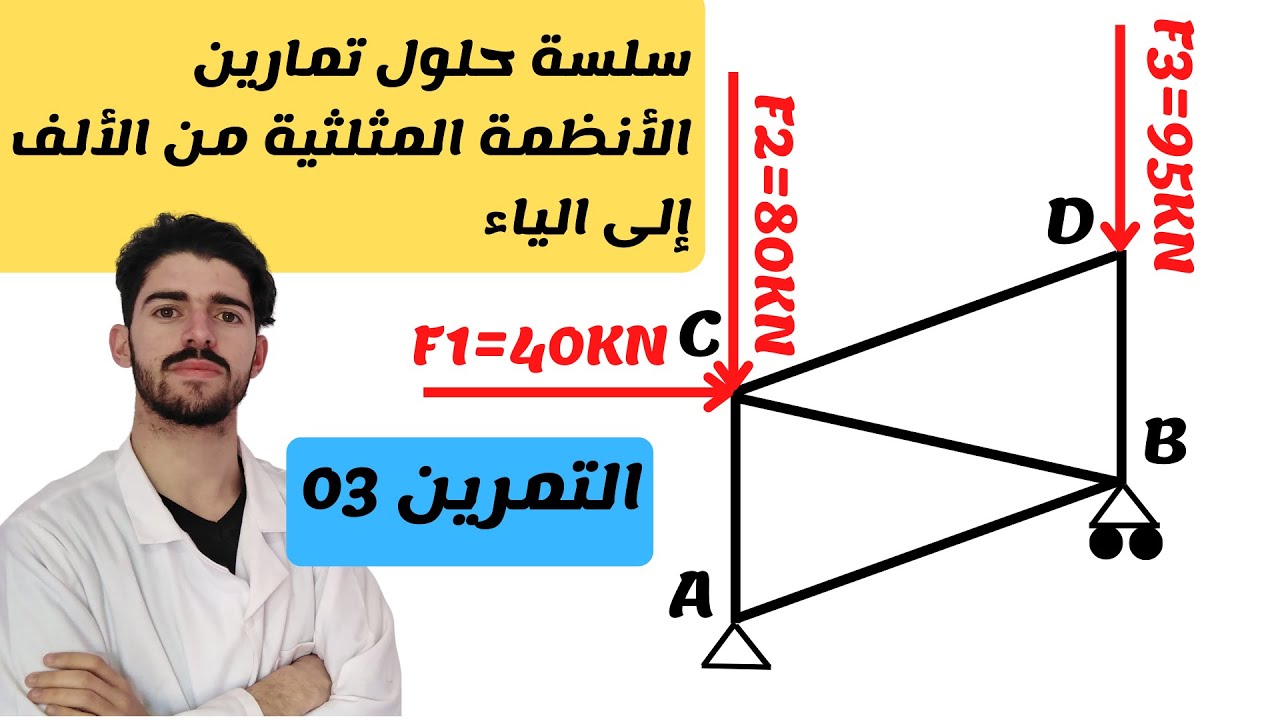 سلسة حلول تمارين
الأنظمة المثلثية من الألف
إلى الياء
التمرين 03
F1=40KN
F2=80KN
F3=95KN
C
D
B
A